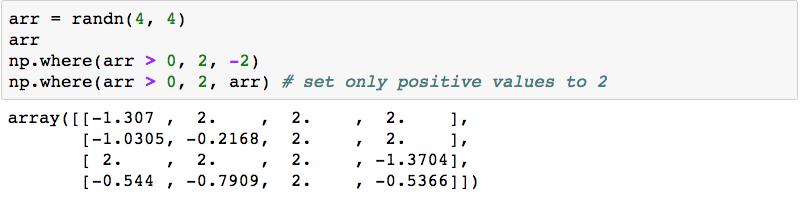 arr = randn(4, 4)
arr
np.where(arr > 0, 2, -2)
np.where(arr > 0, 2, arr) # set only positive values to 2
array([[-1.307 ,  2.    ,  2.    ,  2.    ],
       [-1.0305, -0.2168,  2.    ,  2.    ],
       [ 2.    ,  2.    ,  2.    , -1.3704],
       [-0.544 , -0.7909,  2.    , -0.5366]])